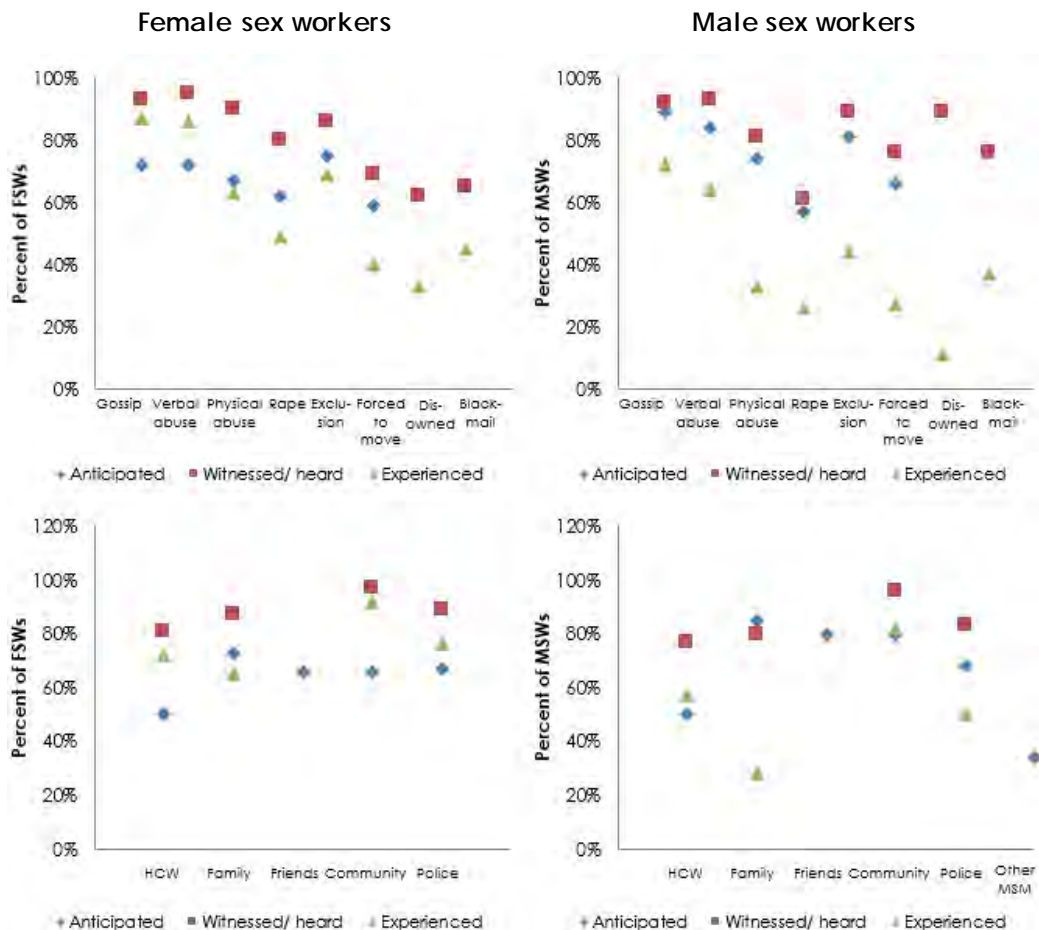 Female sex workers
Male sex workers
Percent of FSWs
100%
80%
60%
40%
20%
0%
Gossip Verbal abuse Physical abuse Rape Exclu-sion Forced to move Dis-owned Black-mail
Anticipated Witnessed/ heard Experienced
Percent of MSWs
100%
80%
60%
40%
20%
0%
Gossip Verbal abuse Physical abuse Rape Exclu-sion Forced to move Dis-owned Black-mail
Anticipated Witnessed/ heard Experienced
Percent of FSWs
120%
100%
80%
60%
40%
20%
0%
HCW Family Friends Community Police
Anticipated Witnessed/ heard Experienced
Percent of MSWs
120%
100%
80%
60%
40%
20%
0%
HCW Family Friends Community Police Other MSM
Anticipated Witnessed/ heard Experienced